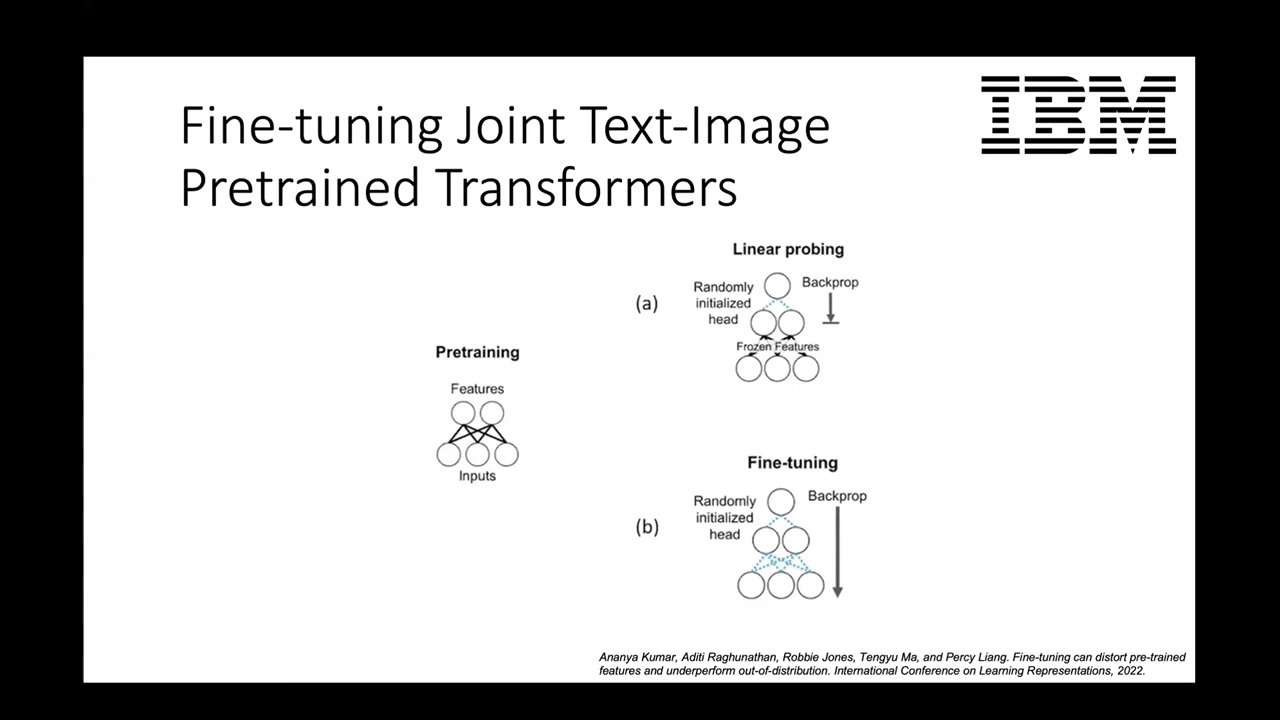 Fine-tuning Joint Text-Image
Pretrained Transformers
IBM
Pretraining
Features
Inputs
(a)
Linear probing
Randomly
initialized
head
Backprop
Frozen Features
(b)
Fine-tuning
Randomly
initialized
head
Backprop
Ananya Kumar, Aditi Raghunathan, Robbie Jones, Tengyu Ma, and Percy Liang. Fine-tuning can distort pre-trained
features and underperform out-of-distribution. International Conference on Learning Representations, 2022.